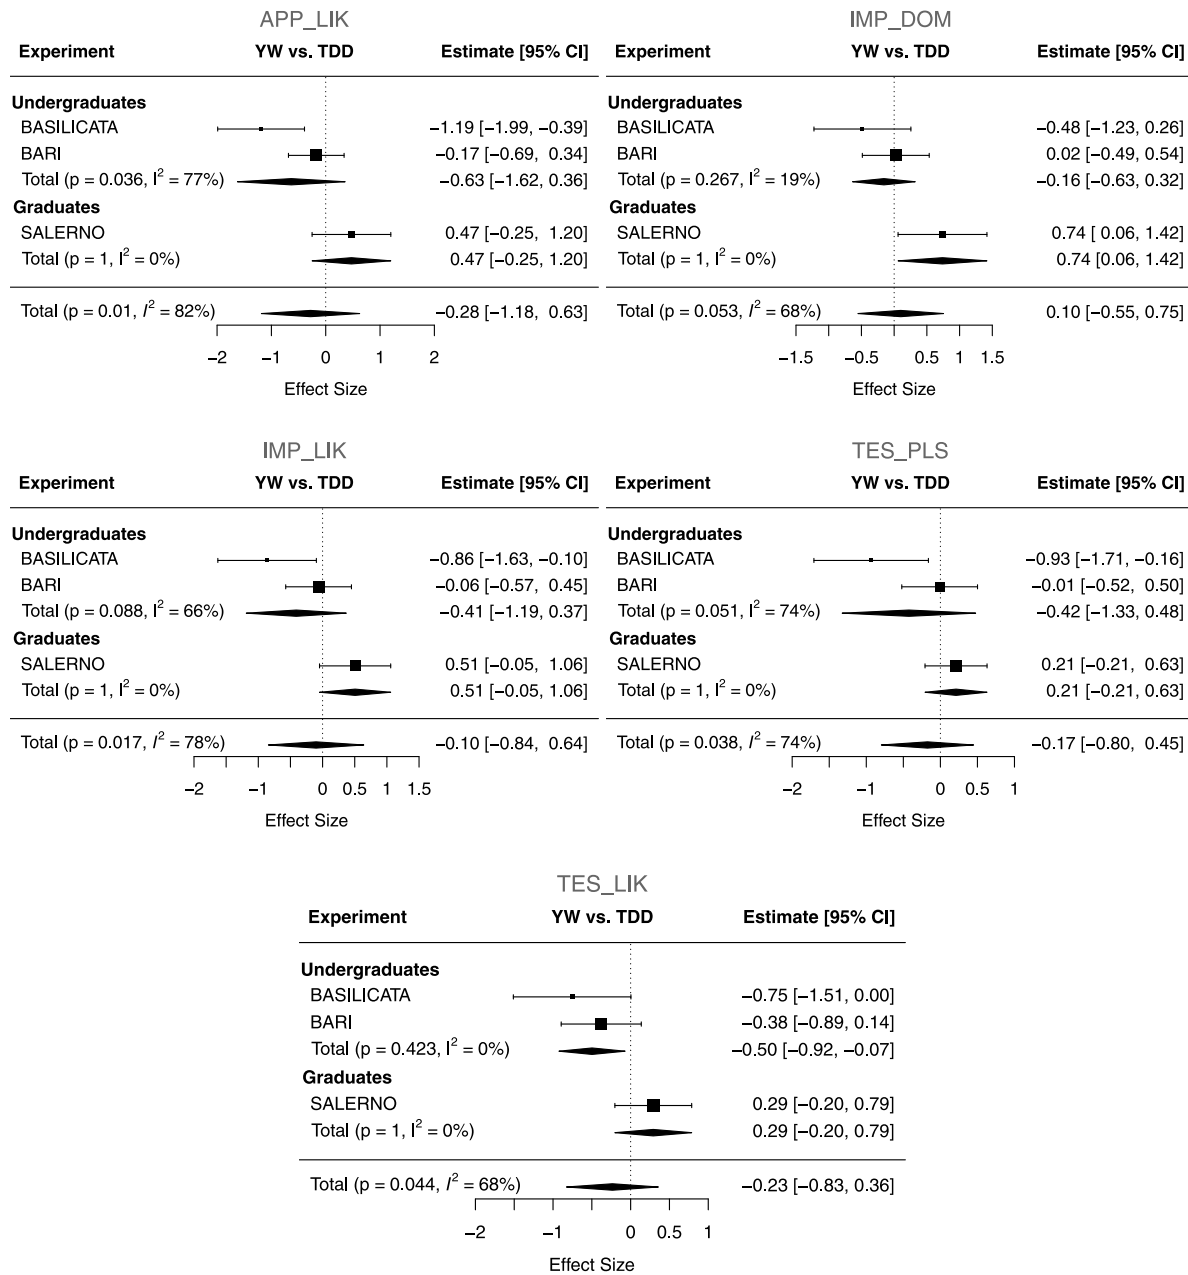 APP_LIK
Experiment YW vs. TDD Estimate [95% CI]
Undergraduates
BASILICATA −1.19 [−1.99, −0.39]
BARI −0.17 [−0.69, 0.34]
Total (p = 0.036, I² = 77%) −0.63 [−1.62, 0.36]
Graduates
SALERNO 0.47 [−0.25, 1.20]
Total (p = 1, I² = 0%) 0.47 [−0.25, 1.20]
Total (p = 0.01, I² = 82%) −0.28 [−1.18, 0.63]
−2 −1 0 1 2
Effect Size
IMP_DOM
Experiment YW vs. TDD Estimate [95% CI]
Undergraduates
BASILICATA −0.48 [−1.23, 0.26]
BARI 0.02 [−0.49, 0.54]
Total (p = 0.267, I² = 19%) −0.16 [−0.63, 0.32]
Graduates
SALERNO 0.74 [ 0.06, 1.42]
Total (p = 1, I² = 0%) 0.74 [0.06, 1.42]
Total (p = 0.053, I² = 68%) 0.10 [−0.55, 0.75]
−1.5 −0.5 0.5 1 1.5
Effect Size
IMP_LIK
Experiment YW vs. TDD Estimate [95% CI]
Undergraduates
BASILICATA −0.86 [−1.63, −0.10]
BARI −0.06 [−0.57, 0.45]
Total (p = 0.088, I² = 66%) −0.41 [−1.19, 0.37]
Graduates
SALERNO 0.51 [−0.05, 1.06]
Total (p = 1, I² = 0%) 0.51 [−0.05, 1.06]
Total (p = 0.017, I² = 78%) −0.10 [−0.84, 0.64]
−2 −1 0 0.5 1 1.5
Effect Size
TES_PLS
Experiment YW vs. TDD Estimate [95% CI]
Undergraduates
BASILICATA −0.93 [−1.71, −0.16]
BARI −0.01 [−0.52, 0.50]
Total (p = 0.051, I² = 74%) −0.42 [−1.33, 0.48]
Graduates
SALERNO 0.21 [−0.21, 0.63]
Total (p = 1, I² = 0%) 0.21 [−0.21, 0.63]
Total (p = 0.038, I² = 74%) −0.17 [−0.80, 0.45]
−2 −1 0 0.5 1
Effect Size
TES_LIK
Experiment YW vs. TDD Estimate [95% CI]
Undergraduates
BASILICATA −0.75 [−1.51, 0.00]
BARI −0.38 [−0.89, 0.14]
Total (p = 0.423, I² = 0%) −0.50 [−0.92, −0.07]
Graduates
SALERNO 0.29 [−0.20, 0.79]
Total (p = 1, I² = 0%) 0.29 [−0.20, 0.79]
Total (p = 0.044, I² = 68%) −0.23 [−0.83, 0.36]
−2 −1 0 0.5 1
Effect Size